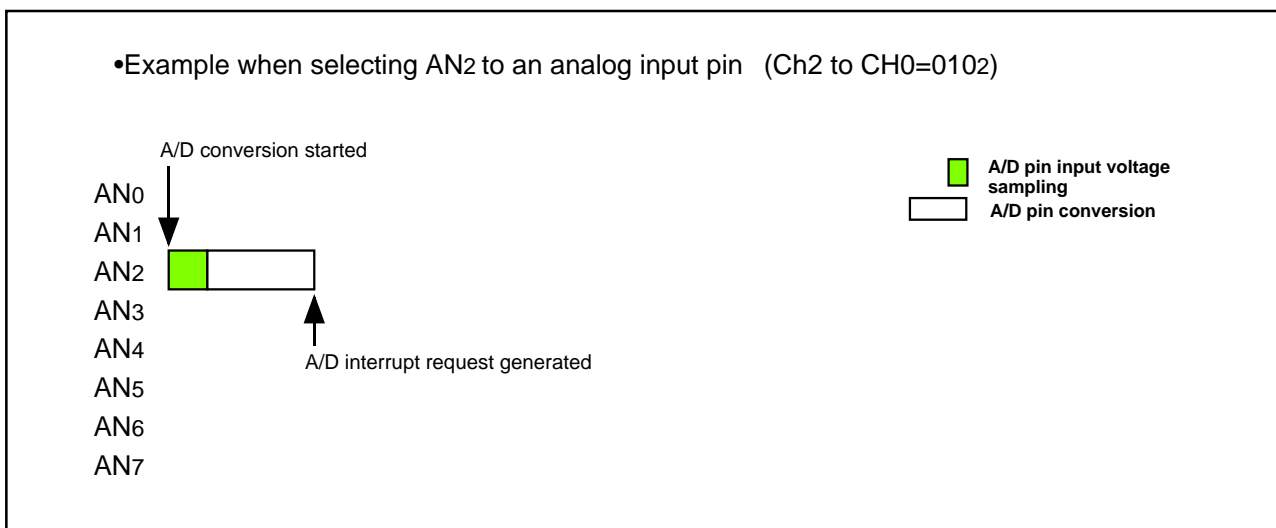 •Example when selecting AN2 to an analog input pin (Ch2 to CH0=0102)
A/D conversion started
A/D pin input voltage
sampling
A/D pin conversion
AN0
AN1
AN2
AN3
AN4
AN5
AN6
AN7
A/D interrupt request generated